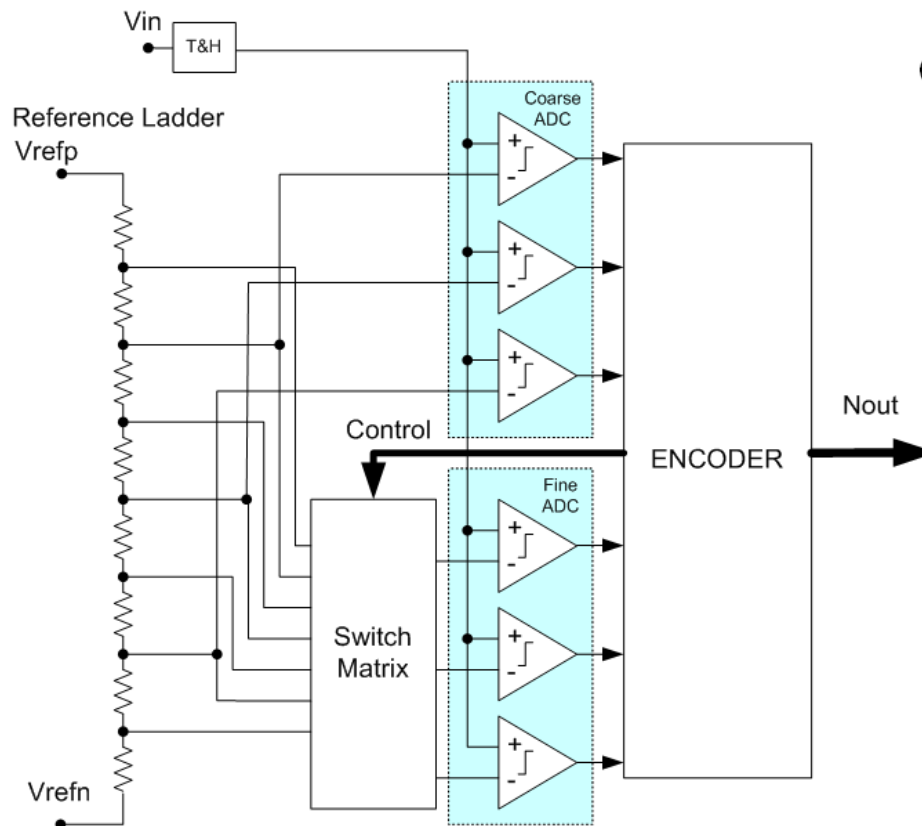 Vin
T&H
Reference Ladder
Vrefp
Coarse
ADC
+
-
+
-
+
-
Control
Nout
ENCODER
Fine
ADC
+
-
Switch
Matrix
+
-
+
-
Vrefn